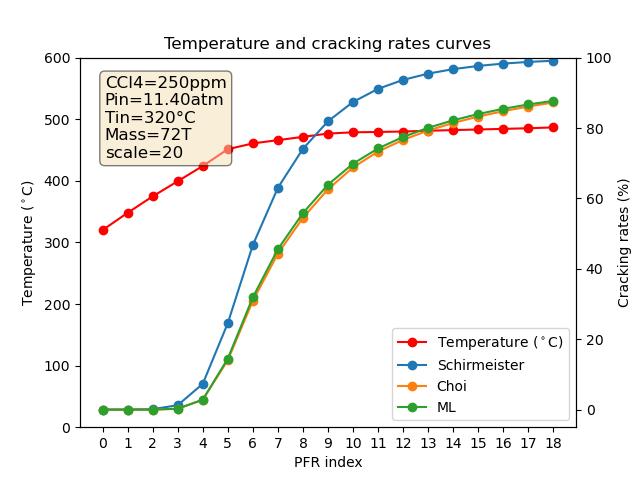 Temperature and cracking rates curves
CCl4=250ppm
Pin=11.40atm
Tin=320°C
Mass=72T
scale=20
600
500
400
300
200
100
0
Temperature (°C)
100
80
60
40
20
0
Cracking rates (%)
Temperature (°C)
Schirmeister
Choi
ML
0 1 2 3 4 5 6 7 8 9 10 11 12 13 14 15 16 17 18
PFR index